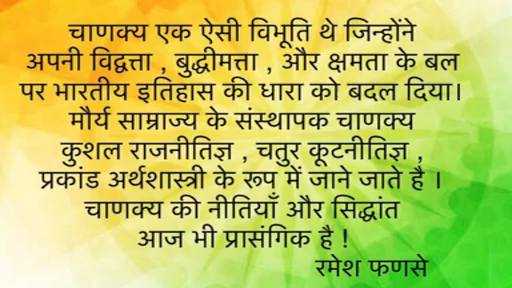 चाणक्य एक ऐसी विभूति थे जिन्होंने
अपनी विद्वत्ता , बुद्धीमत्ता , और क्षमता के बल
पर भारतीय इतिहास की धारा को बदल दिया।
मौर्य साम्राज्य के संस्थापक चाणक्य
कुशल राजनीतिज्ञ , चतुर कूटनीतिज्ञ ,
प्रकांड अर्थशास्त्री के रूप में जाने जाते है ।
चाणक्य की नीतियाँ और सिद्धांत
आज भी प्रासंगिक है !
रमेश फणसे